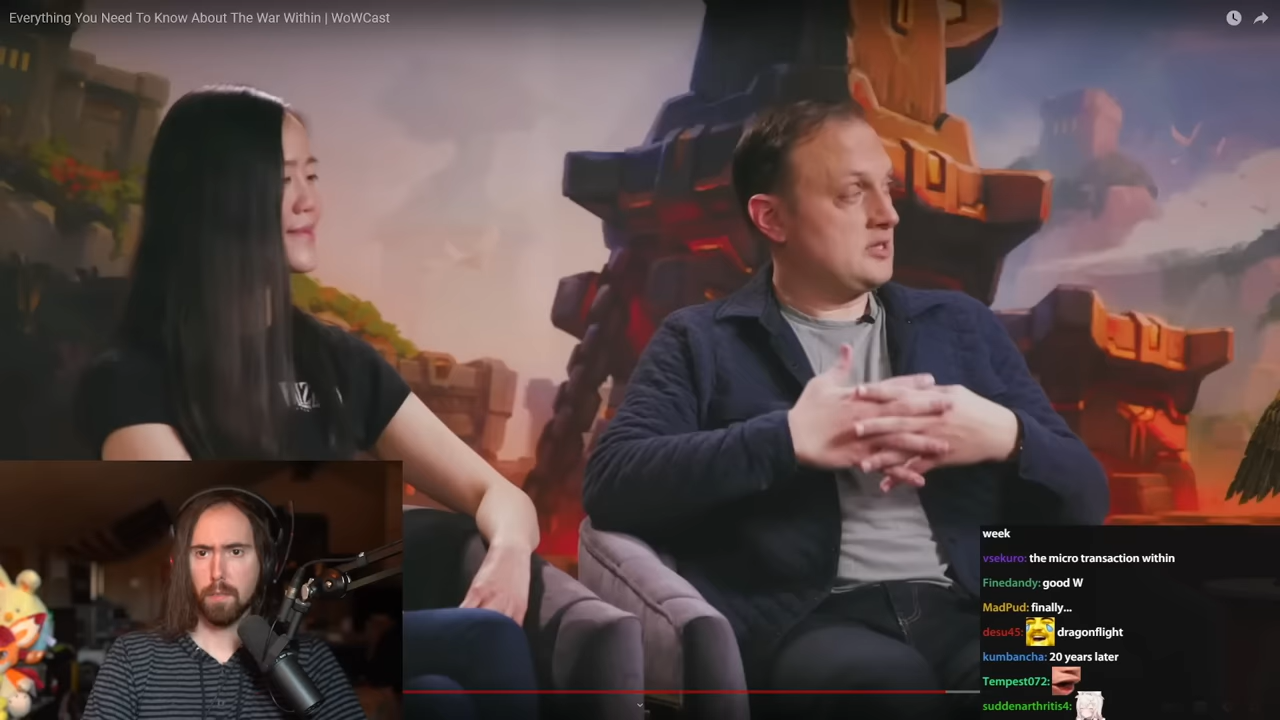 Everything You Need To Know About The War Within | WoWCast
week
vsekuro: the micro transaction within
Finedandy: good W
MadPud: finally...
desu45: dragonflight
kumbancha: 20 years later
Tempest072:
suddenarthritis4: